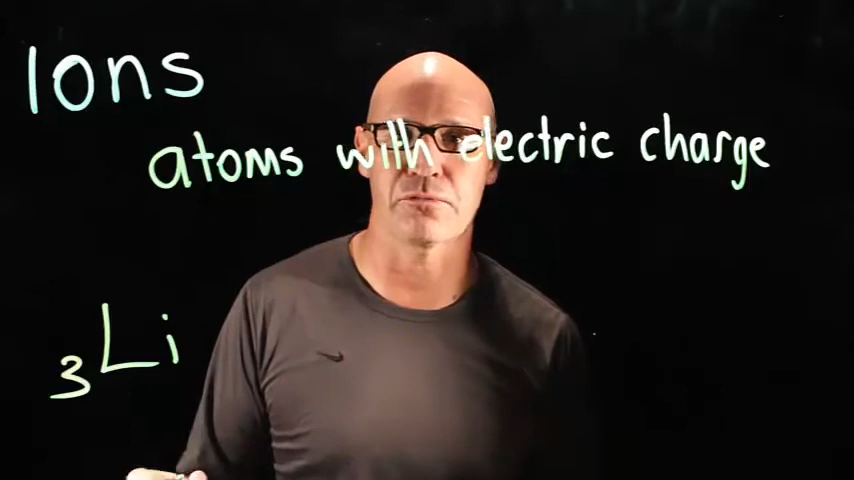 Ions
atoms with electric charge
₃Li